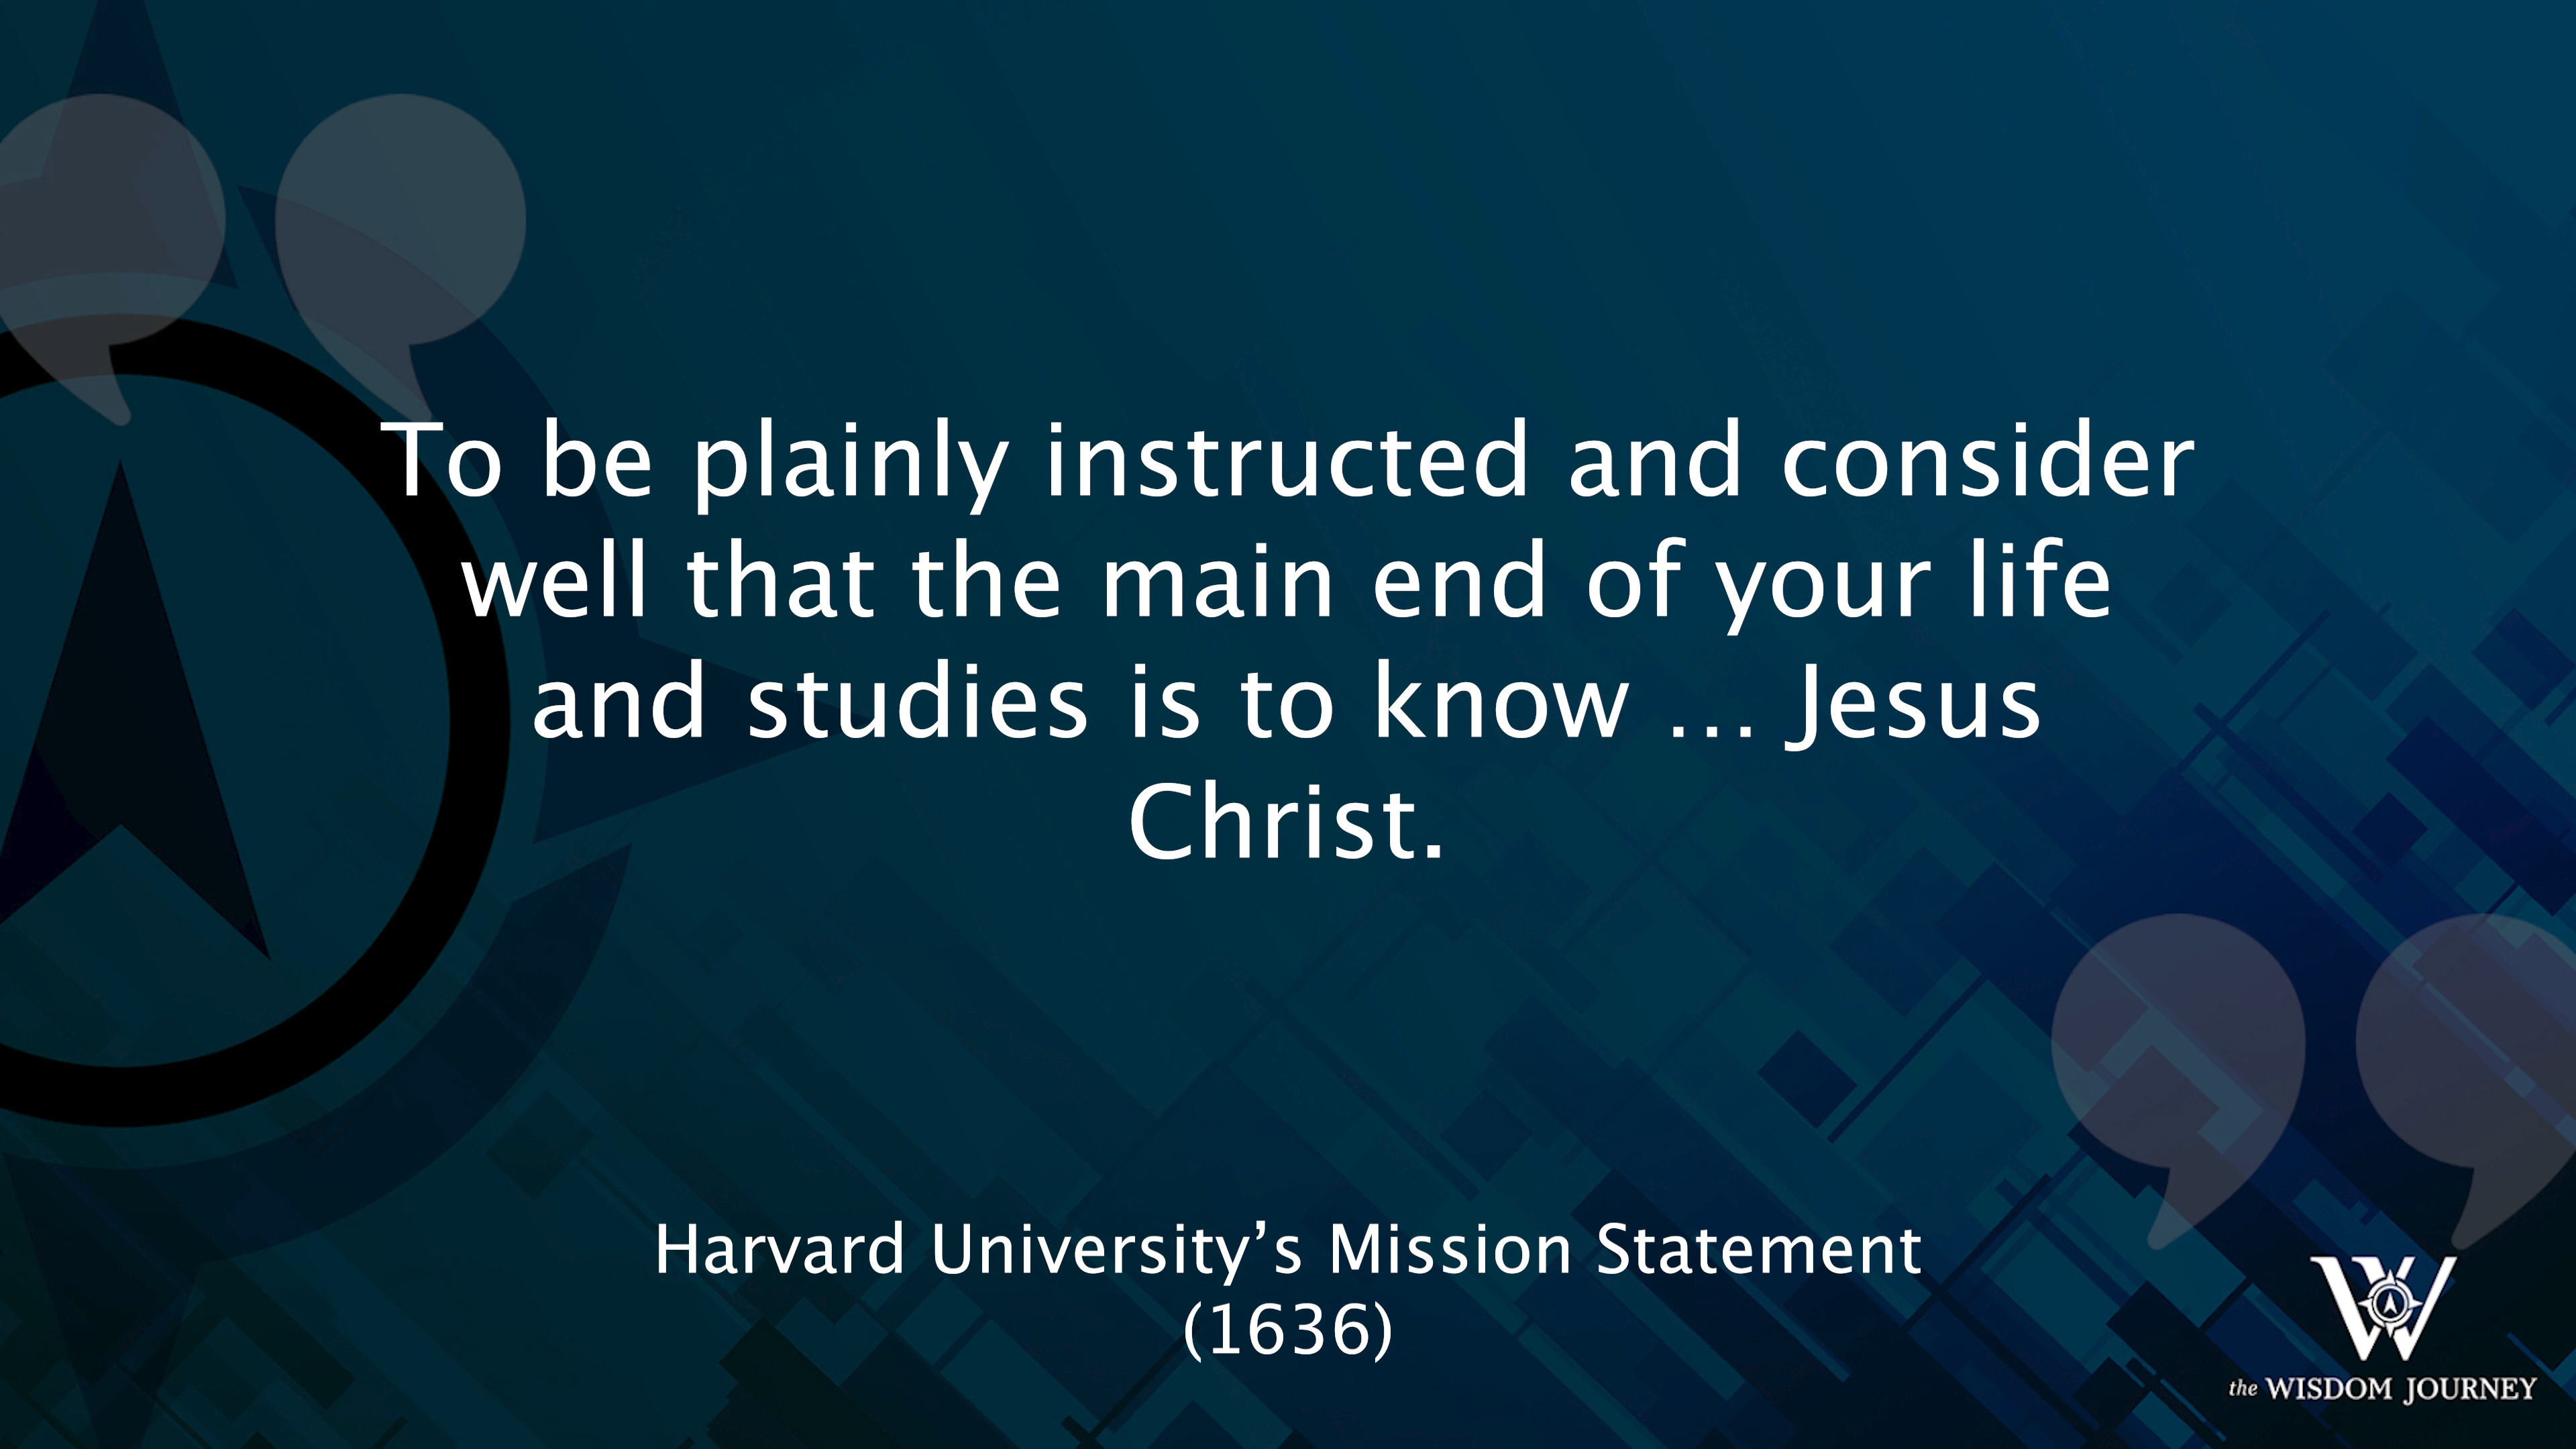 To be plainly instructed and consider
well that the main end of your life
and studies is to know … Jesus
Christ.
Harvard University’s Mission Statement
(1636)
the WISDOM JOURNEY